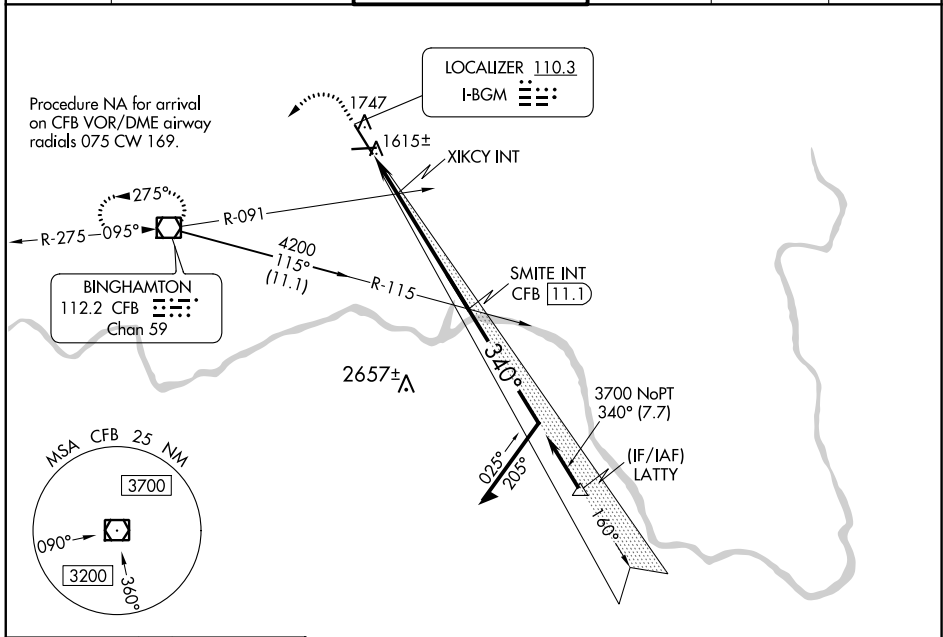 LOCALIZER 110.3
I-BGM
Procedure NA for arrival
on CFB VOR/DME airway
radials 075 CW 169.
1747
1615±
XIKCY INT
275°
R-275
095°
R-091
4200
115°
(11.1)
R-115
SMITE INT
CFB 11.1
BINGHAMTON
112.2 CFB
Chan 59
340°
2657±
3700 NoPT
340° (7.7)
(IF/IAF)
LATTY
025°
205°
160°
MSA CFB 25 NM
3700
090°
3200
360°